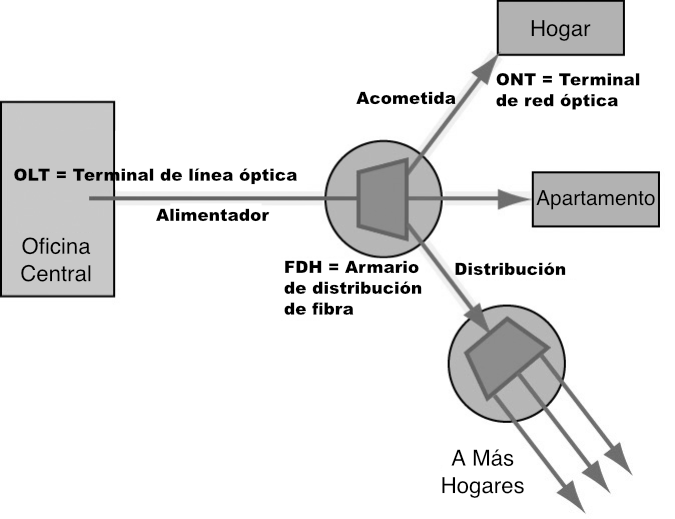 Hogar
ONT = Terminal
de red óptica
Acometida
OLT = Terminal de línea óptica
Alimentador
Apartamento
Oficina
Central
FDH = Armario
de distribución
de fibra
Distribución
A Más
Hogares